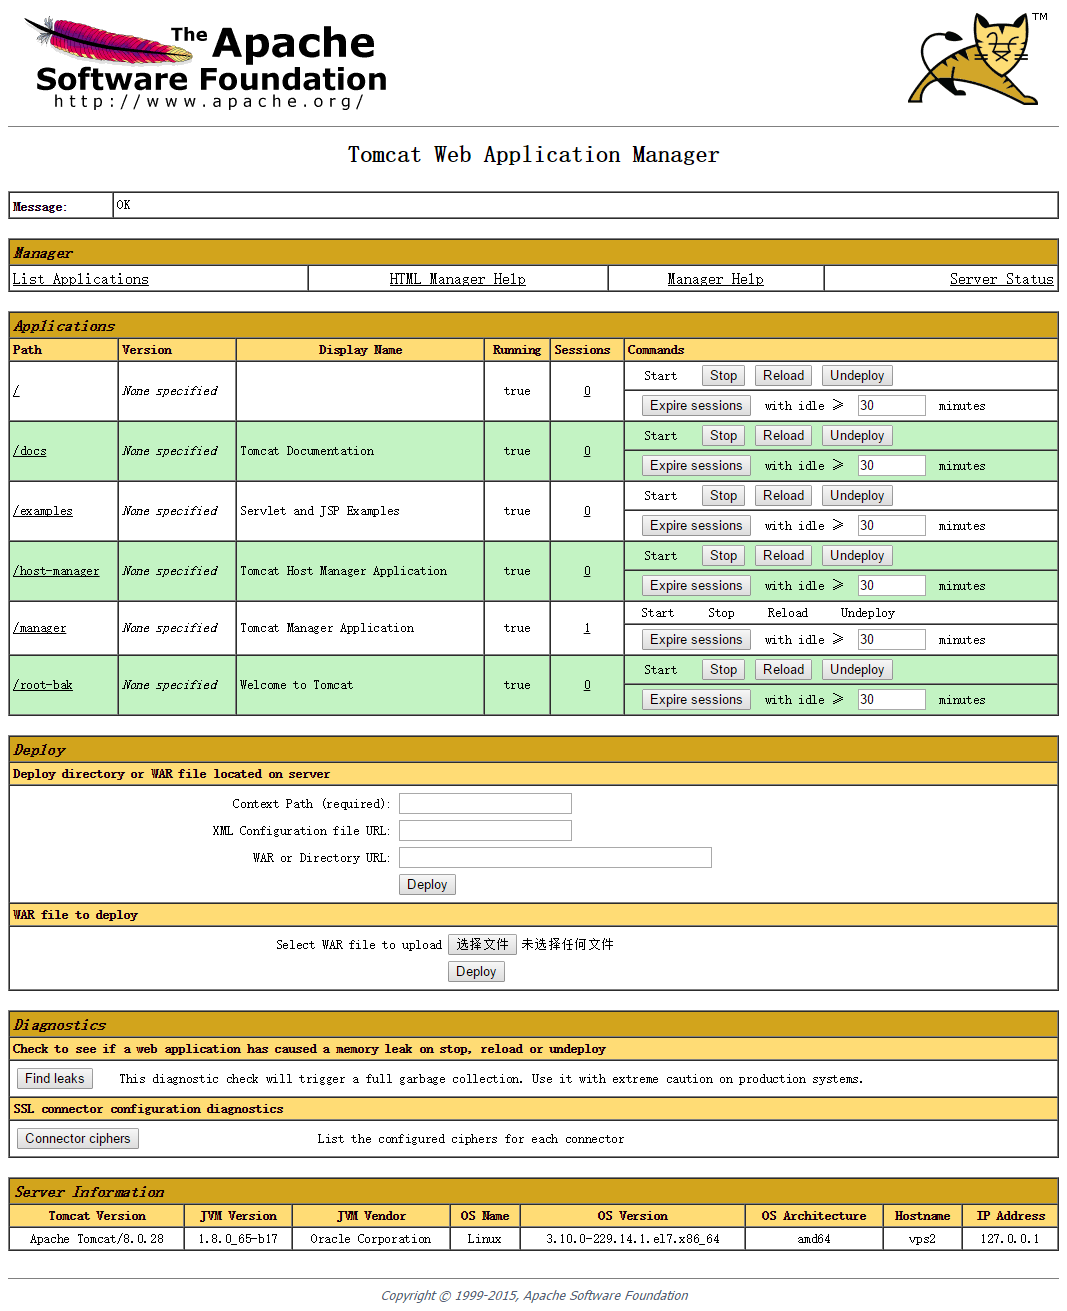 The Apache
Software Foundation
http://www.apache.org/
TM
Tomcat Web Application Manager
Message: OK
Manager
List Applications HTML Manager Help Manager Help Server Status
Applications
Path Version Display Name Running Sessions Commands
/ None specified true 0 Start Stop Reload Undeploy
Expire sessions with idle ≥ 30 minutes
/docs None specified Tomcat Documentation true 0 Start Stop Reload Undeploy
Expire sessions with idle ≥ 30 minutes
/examples None specified Servlet and JSP Examples true 0 Start Stop Reload Undeploy
Expire sessions with idle ≥ 30 minutes
/host-manager None specified Tomcat Host Manager Application true 0 Start Stop Reload Undeploy
Expire sessions with idle ≥ 30 minutes
/manager None specified Tomcat Manager Application true 1 Start Stop Reload Undeploy
Expire sessions with idle ≥ 30 minutes
/root-bak None specified Welcome to Tomcat true 0 Start Stop Reload Undeploy
Expire sessions with idle ≥ 30 minutes
Deploy
Deploy directory or WAR file located on server
Context Path (required):
XML Configuration file URL:
WAR or Directory URL:
Deploy
WAR file to deploy
Select WAR file to upload 选择文件 未选择任何文件
Deploy
Diagnostics
Check to see if a web application has caused a memory leak on stop, reload or undeploy
Find leaks This diagnostic check will trigger a full garbage collection. Use it with extreme caution on production systems.
SSL connector configuration diagnostics
Connector ciphers List the configured ciphers for each connector
Server Information
Tomcat Version JVM Version JVM Vendor OS Name OS Version OS Architecture Hostname IP Address
Apache Tomcat/8.0.28 1.8.0_65-b17 Oracle Corporation Linux 3.10.0-229.14.1.el7.x86_64 amd64 vps2 127.0.0.1
Copyright © 1999-2015, Apache Software Foundation